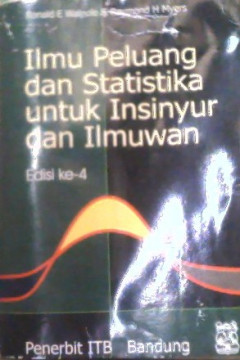 Ronald E Walpole & Raymond H Myers
Ilmu Peluang
dan Statistika
untuk Insinyur
dan Ilmuwan
Edisi ke-4
Penerbit ITB Bandung